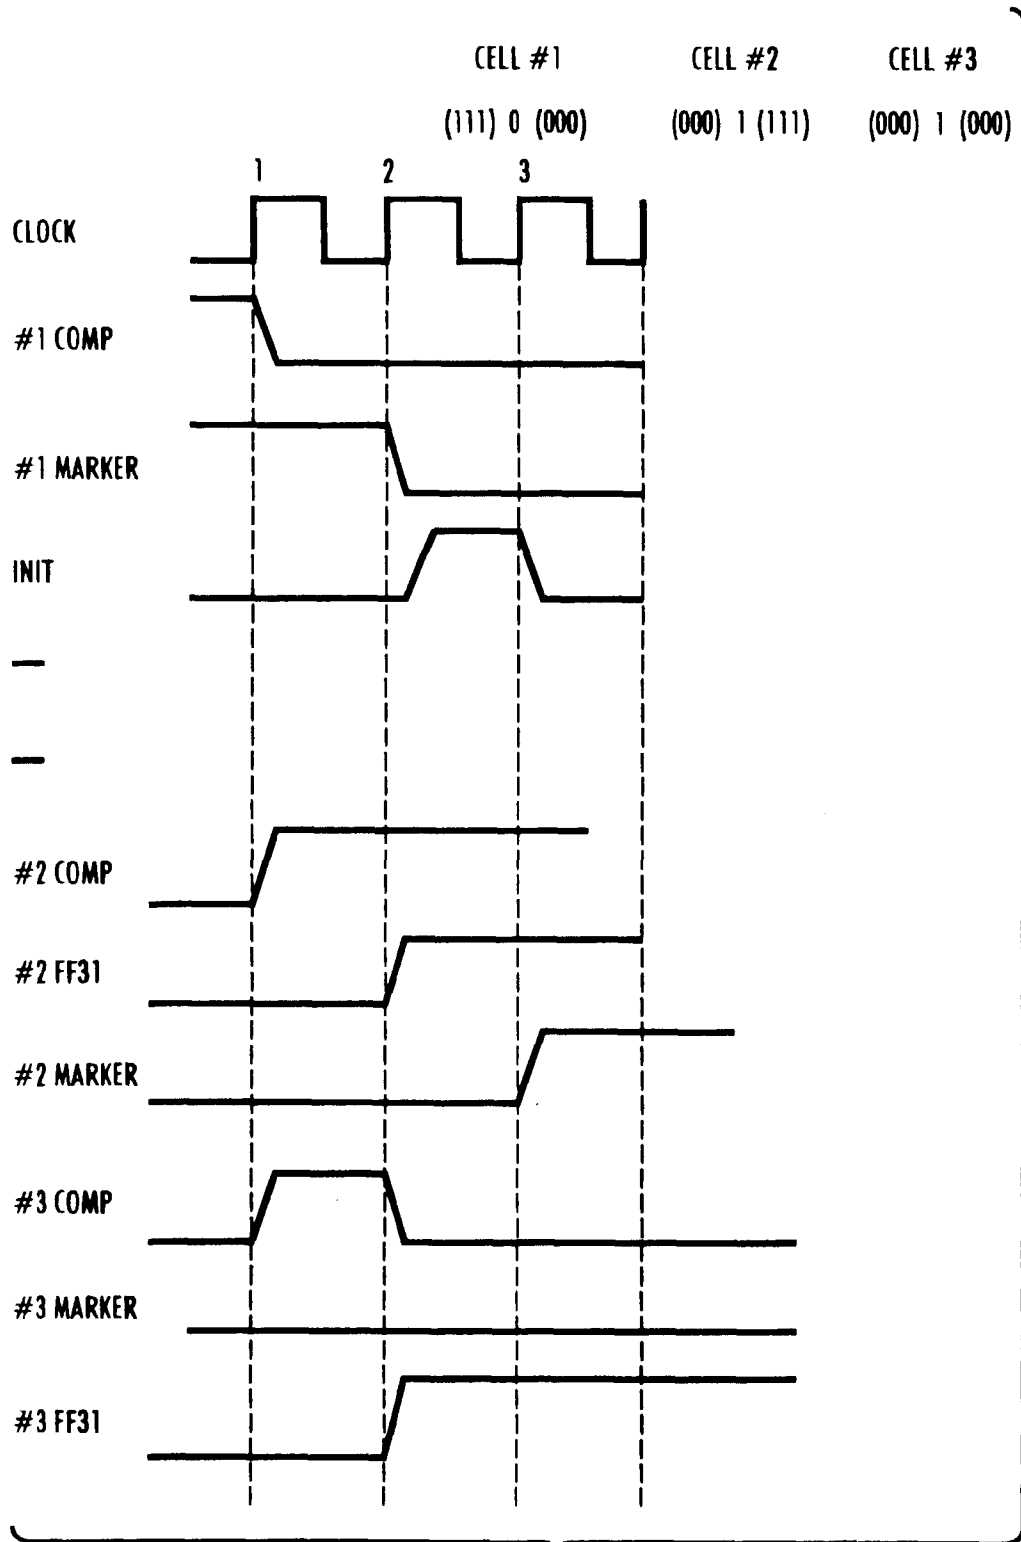 CELL #1 CELL #2 CELL #3
(111) 0 (000) (000) 1 (111) (000) 1 (000)
1 2 3
CLOCK
#1 COMP
#1 MARKER
INIT
—
—
#2 COMP
#2 FF31
#2 MARKER
#3 COMP
#3 MARKER
#3 FF31